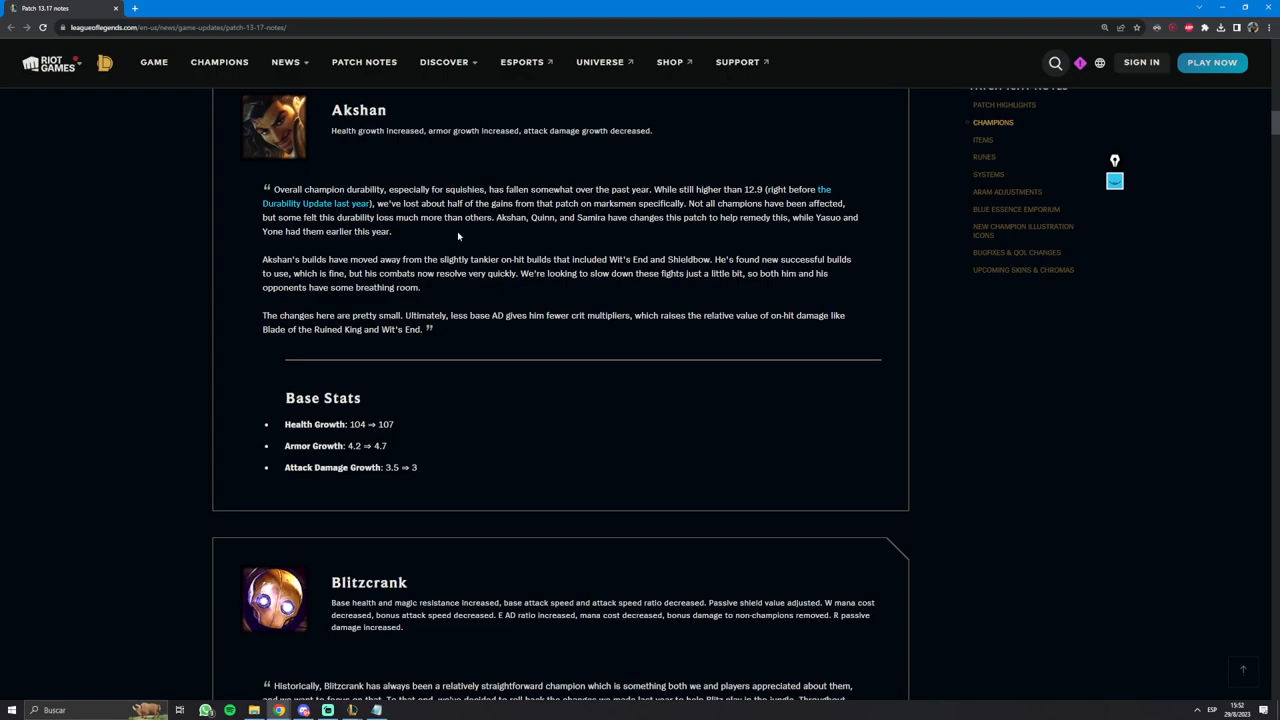 Patch 13.17 notes
leagueoflegends.com/en-us/news/game-updates/patch-13-17-notes/
RIOT GAMES
GAME
CHAMPIONS
NEWS
PATCH NOTES
DISCOVER
ESPORTS
UNIVERSE
SHOP
SUPPORT
SIGN IN
PLAY NOW
Akshan
Health growth increased, armor growth increased, attack damage growth decreased.
“ Overall champion durability, especially for squishies, has fallen somewhat over the past year. While still higher than 12.9 (right before the
Durability Update last year), we've lost about half of the gains from that patch on marksmen specifically. Not all champions have been affected,
but some felt this durability loss much more than others. Akshan, Quinn, and Samira have changes this patch to help remedy this, while Yasuo and
Yone had them earlier this year.
Akshan's builds have moved away from the slightly tankier on-hit builds that included Wit's End and Shieldbow. He's found new successful builds
to use, which is fine, but his combats now resolve very quickly. We're looking to slow down these fights just a little bit, so both him and his
opponents have some breathing room.
The changes here are pretty small. Ultimately, less base AD gives him fewer crit multipliers, which raises the relative value of on-hit damage like
Blade of the Ruined King and Wit's End. ”
Base Stats
• Health Growth: 104 ⇒ 107
• Armor Growth: 4.2 ⇒ 4.7
• Attack Damage Growth: 3.5 ⇒ 3
Blitzcrank
Base health and magic resistance increased, base attack speed and attack speed ratio decreased. Passive shield value adjusted. W mana cost
decreased, bonus attack speed decreased. E AD ratio increased, mana cost decreased, bonus damage to non-champions removed. R passive
damage increased.
“ Historically, Blitzcrank has always been a relatively straightforward champion which is something both we and players appreciated about them,
PATCH HIGHLIGHTS
CHAMPIONS
ITEMS
RUNES
SYSTEMS
ARAM ADJUSTMENTS
BLUE ESSENCE EMPORIUM
NEW CHAMPION ILLUSTRATION
ICONS
BUGFIXES & QOL CHANGES
UPCOMING SKINS & CHROMAS
Buscar
ESP
15:52
29/8/2023